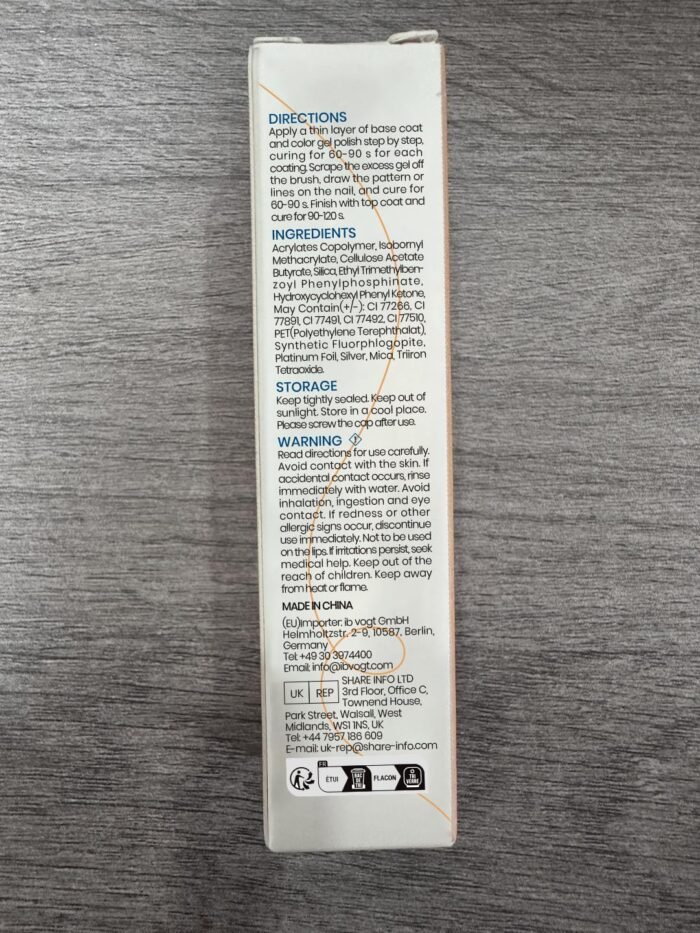 DIRECTIONS
Apply a thin layer of base coat
and color gel polish step by step,
curing for 60-90 s for each
coating. Scrape the excess gel off
the brush, draw the pattern or
lines on the nail, and cure for
60-90 s. Finish with top coat and
cure for 90-120 s.
INGREDIENTS
Acrylates Copolymer, Isobornyl
Methacrylate, Cellulose Acetate
Butyrate, Silica, Ethyl Trimethylben-
zoyl Phenylphosphinate,
Hydroxycyclohexyl Phenyl Ketone,
May Contain(+/-): CI 77266, CI
77891, CI 77491, CI 77492, CI 77510,
PET(Polyethylene Terephthalat),
Synthetic Fluorphlogopite,
Platinum Foil, Silver, Mica, Triiron
Tetraoxide.
STORAGE
Keep tightly sealed. Keep out of
sunlight. Store in a cool place.
Please screw the cap after use.
WARNING
Read directions for use carefully.
Avoid contact with the skin. If
accidental contact occurs, rinse
immediately with water. Avoid
inhalation, ingestion and eye
contact. If redness or other
allergic signs occur, discontinue
use immediately. Not to be used
on the lips. If irritations persist, seek
medical help. Keep out of the
reach of children. Keep away
from heat or flame.
MADE IN CHINA
(EU)Importer: ib vogt GmbH
Helmholtzstr. 2-9, 10587, Berlin,
Germany
Tel: +49 30 3974400
Email: info@ibvogt.com
UK REP SHARE INFO LTD
3rd Floor, Office C,
Townend House,
Park Street, Walsall, West
Midlands, WS1 1NS, UK
Tel: +44 7957 186 609
E-mail: uk-rep@share-info.com
FR
ÉTUI BAC DE TRI FLACON TRI VERRE